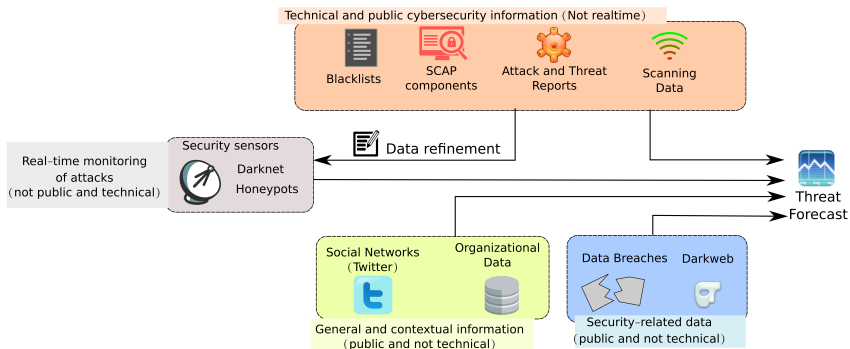 Technical and public cybersecurity information (Not realtime)
Blacklists
SCAP
components
Attack and Threat
Reports
Scanning
Data
Real-time monitoring
of attacks
(not public and technical)
Security sensors
Darknet
Honeypots
Data refinement
Threat
Forecast
Social Networks
(Twitter)
Organizational
Data
General and contextual information
(public and not technical)
Data Breaches
Darkweb
Security-related data
(public and not technical)